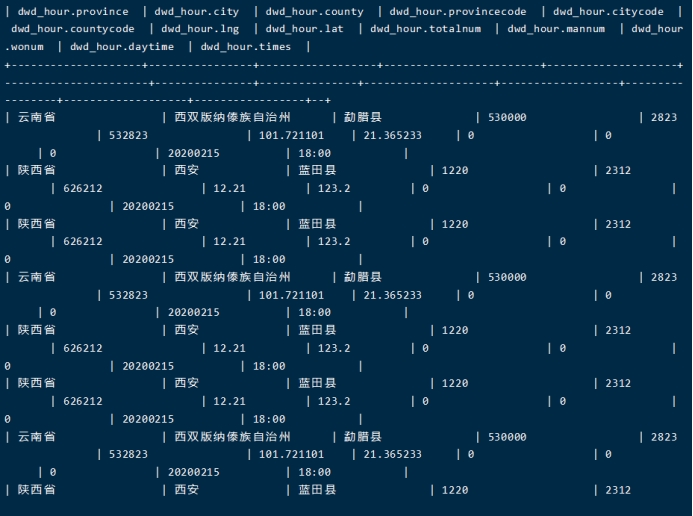 | dwd_hour.province | dwd_hour.city | dwd_hour.county | dwd_hour.provincecode | dwd_hour.citycode |
dwd_hour.countycode | dwd_hour.lng | dwd_hour.lat | dwd_hour.totalnum | dwd_hour.mannum | dwd_hour
.wonum | dwd_hour.daytime | dwd_hour.times |
+--------------------+----------------+------------------+------------------------+--------------------+
----------------------+---------------+---------------+--------------------+------------------+---------
--------+-------------------+-----------------+--+
| 云南省 | 西双版纳傣族自治州 | 勐腊县 | 530000 | 2823
| 532823 | 101.721101 | 21.365233 | 0 | 0
| 0 | 20200215 | 18:00 |
| 陕西省 | 西安 | 蓝田县 | 1220 | 2312
| 626212 | 12.21 | 123.2 | 0 | 0 |
0 | 20200215 | 18:00 |
| 陕西省 | 西安 | 蓝田县 | 1220 | 2312
| 626212 | 12.21 | 123.2 | 0 | 0 |
0 | 20200215 | 18:00 |
| 云南省 | 西双版纳傣族自治州 | 勐腊县 | 530000 | 2823
| 532823 | 101.721101 | 21.365233 | 0 | 0
| 0 | 20200215 | 18:00 |
| 陕西省 | 西安 | 蓝田县 | 1220 | 2312
| 626212 | 12.21 | 123.2 | 0 | 0 |
0 | 20200215 | 18:00 |
| 陕西省 | 西安 | 蓝田县 | 1220 | 2312
| 626212 | 12.21 | 123.2 | 0 | 0 |
0 | 20200215 | 18:00 |
| 云南省 | 西双版纳傣族自治州 | 勐腊县 | 530000 | 2823
| 532823 | 101.721101 | 21.365233 | 0 | 0
| 0 | 20200215 | 18:00 |
| 陕西省 | 西安 | 蓝田县 | 1220 | 2312